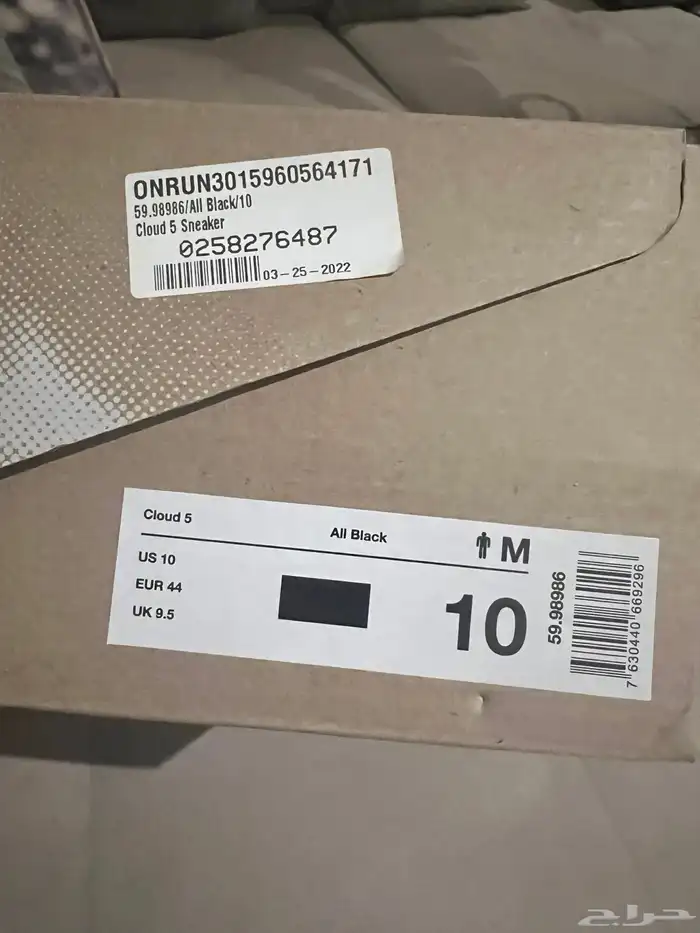 ONRUN3015960564171
59.98986/All Black/10
Cloud 5 Sneaker
0258276487
03-25-2022
Cloud 5
All Black
M
US 10
EUR 44
UK 9.5
10
59.98986
7 630440 669296
حراج